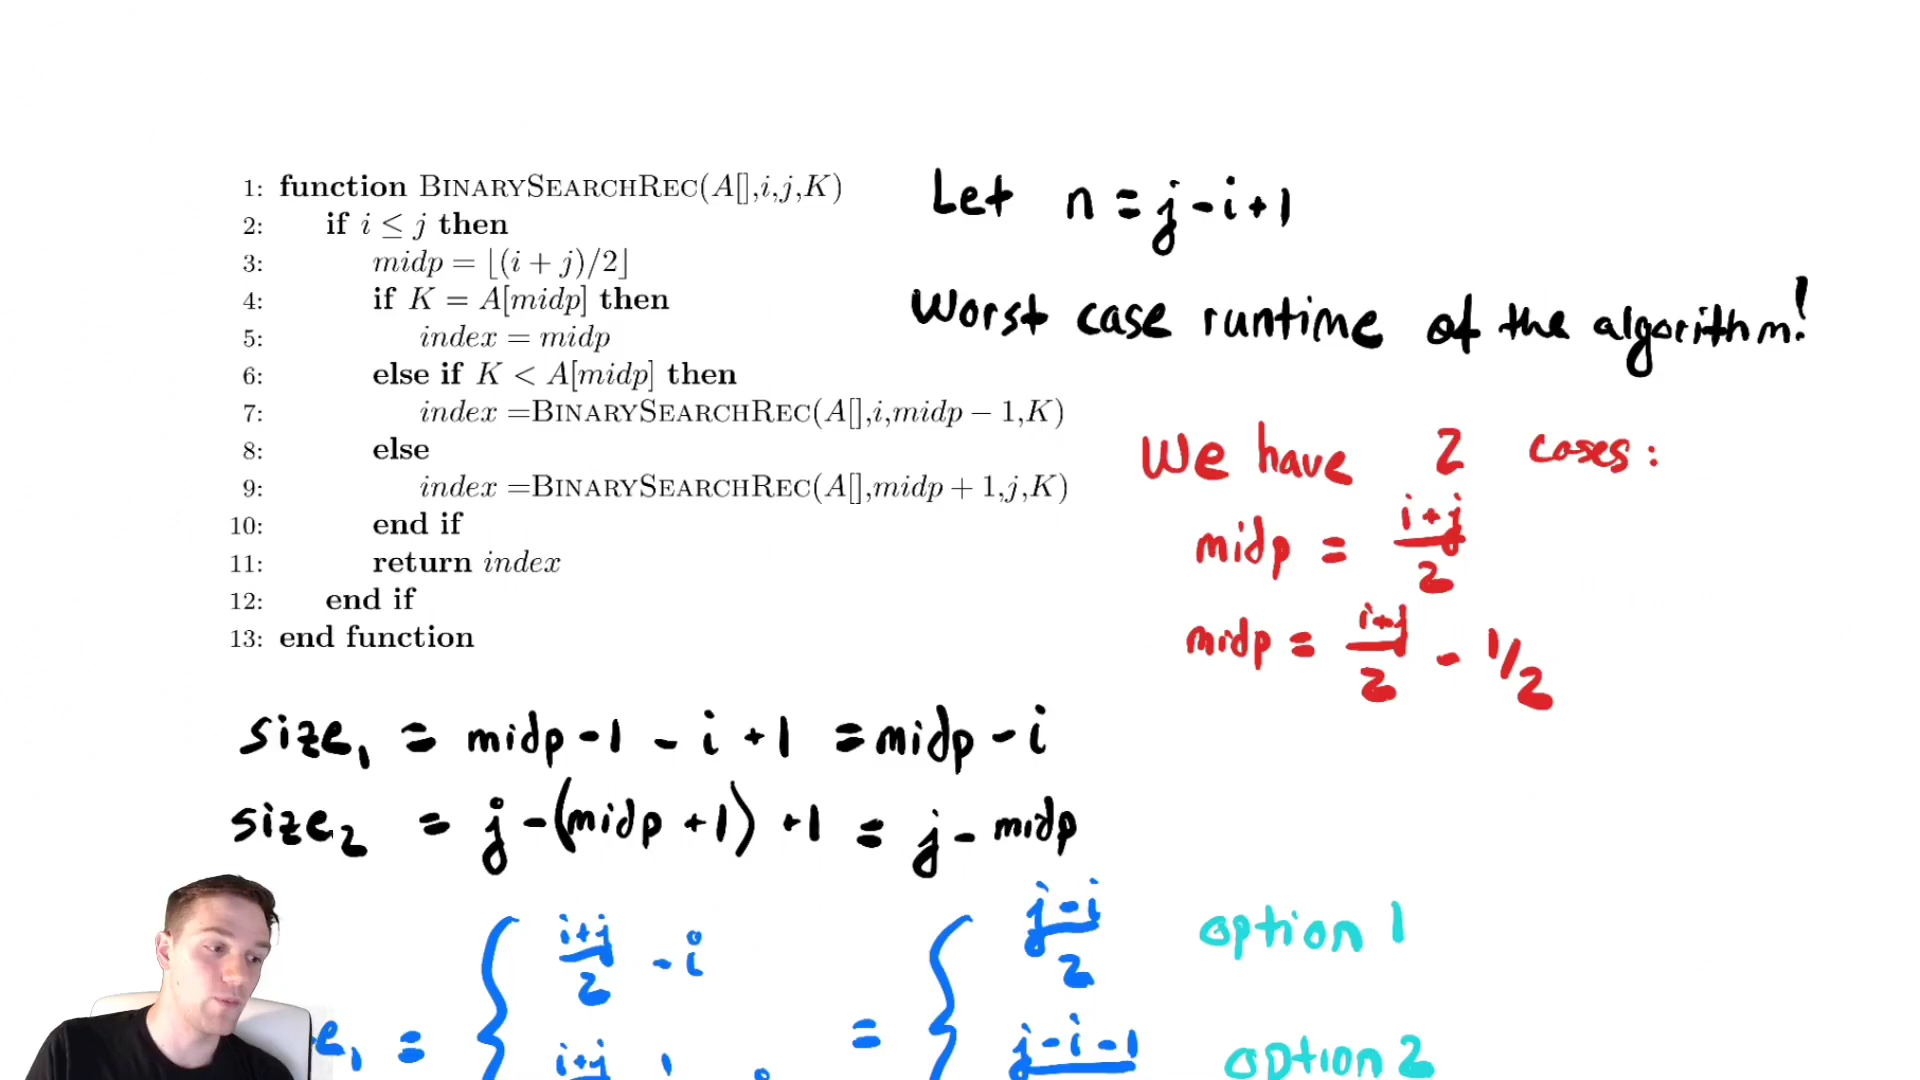 1: function BINARYSEARCHREC(A[],i,j,K)
2: if i ≤ j then
3: midp = ⌊(i + j)/2⌋
4: if K = A[midp] then
5: index = midp
6: else if K < A[midp] then
7: index =BINARYSEARCHREC(A[],i,midp − 1,K)
8: else
9: index =BINARYSEARCHREC(A[],midp + 1,j,K)
10: end if
11: return index
12: end if
13: end function
Let n = j - i + 1
Worst case runtime of the algorithm!
We have 2 cases:
midp = (i+j)/2
midp = (i+j)/2 - 1/2
size₁ = midp - 1 - i + 1 = midp - i
size₂ = j - (midp + 1) + 1 = j - midp
(i+j)/2 - i
(j-i)/2
option 1
e₁ = { = {
i+j
j-i-1
option 2